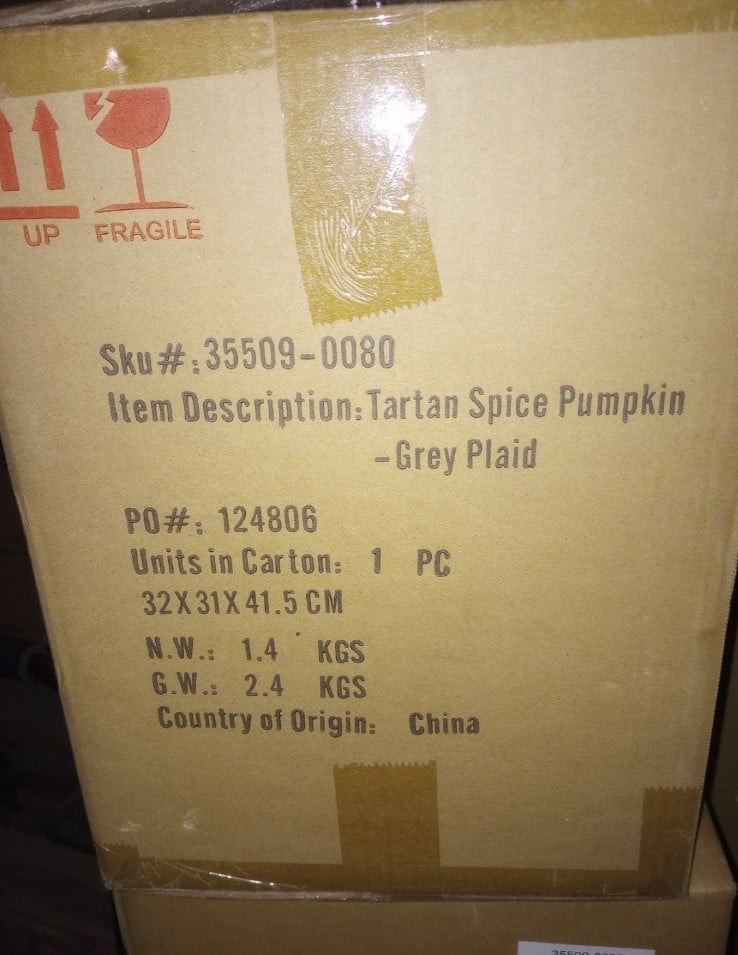 UP FRAGILE
Sku#:35509-0080
Item Description:Tartan Spice Pumpkin
-Grey Plaid
PO#: 124806
Units in Carton: 1 PC
32X31X41.5 CM
N.W.: 1.4 KGS
G.W.: 2.4 KGS
Country of Origin: China